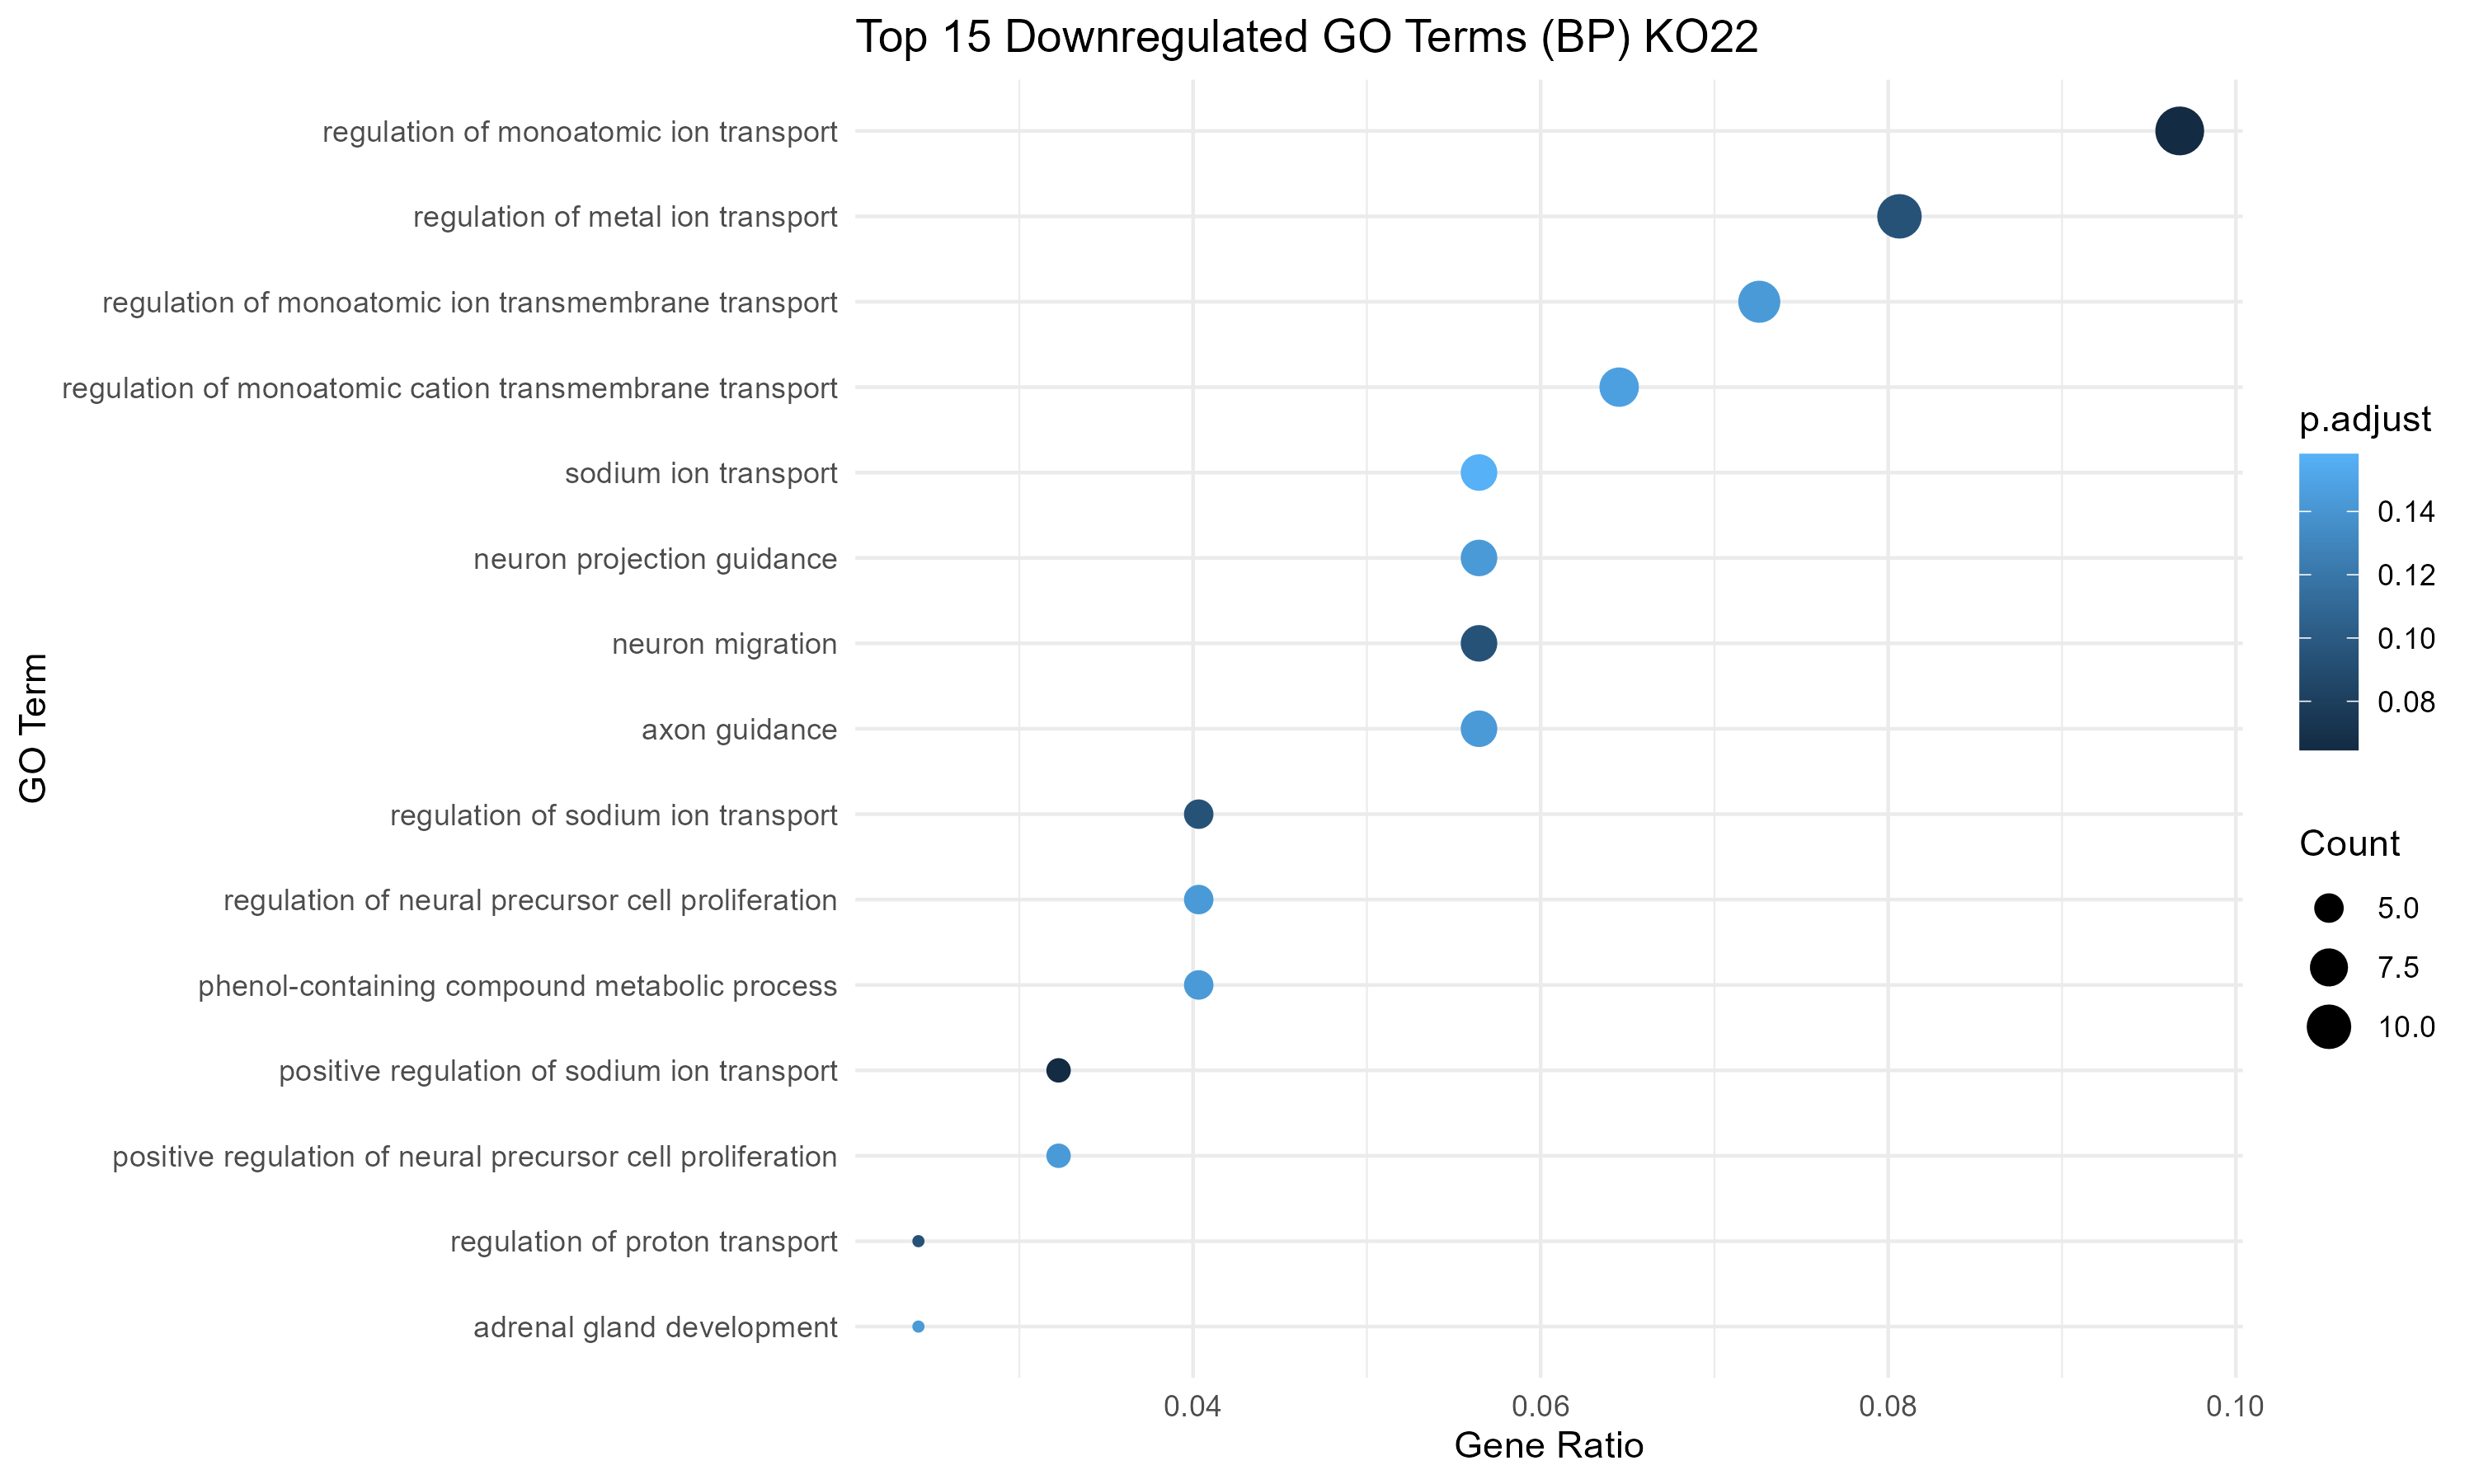 Top 15 Downregulated GO Terms (BP) KO22
GO Term
regulation of monoatomic ion transport
regulation of metal ion transport
regulation of monoatomic ion transmembrane transport
regulation of monoatomic cation transmembrane transport
sodium ion transport
neuron projection guidance
neuron migration
axon guidance
regulation of sodium ion transport
regulation of neural precursor cell proliferation
phenol-containing compound metabolic process
positive regulation of sodium ion transport
positive regulation of neural precursor cell proliferation
regulation of proton transport
adrenal gland development
0.04 0.06 0.08 0.10
Gene Ratio
p.adjust
0.14
0.12
0.10
0.08
Count
5.0
7.5
10.0